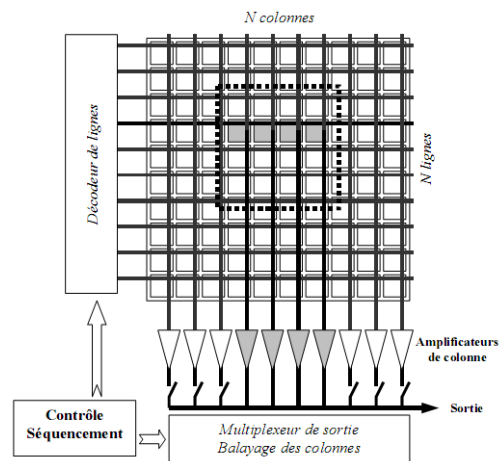 N colonnes
Décodeur de lignes
N lignes
Amplificateurs
de colonne
Sortie
Contrôle
Séquencement
Multiplexeur de sortie
Balayage des colonnes